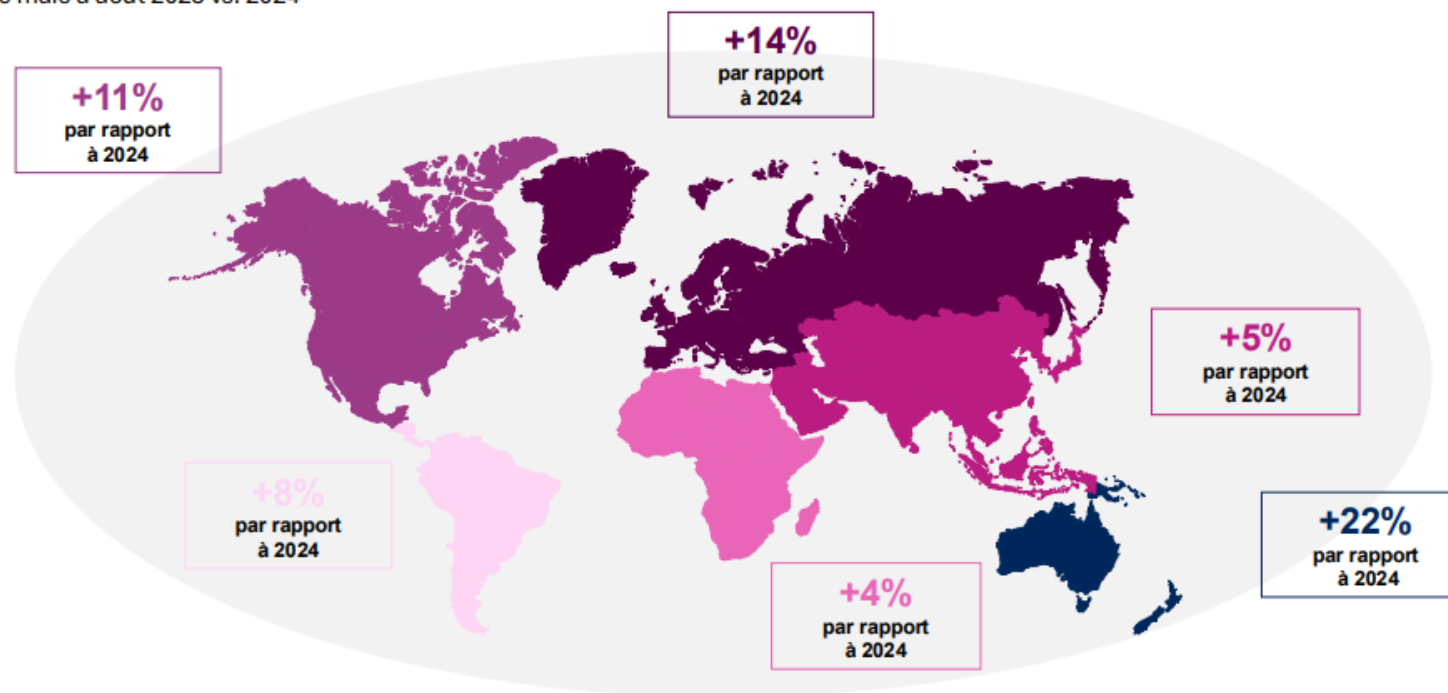 +14%
par rapport
à 2024
+11%
par rapport
à 2024
+5%
par rapport
à 2024
+8%
par rapport
à 2024
+22%
par rapport
à 2024
+4%
par rapport
à 2024